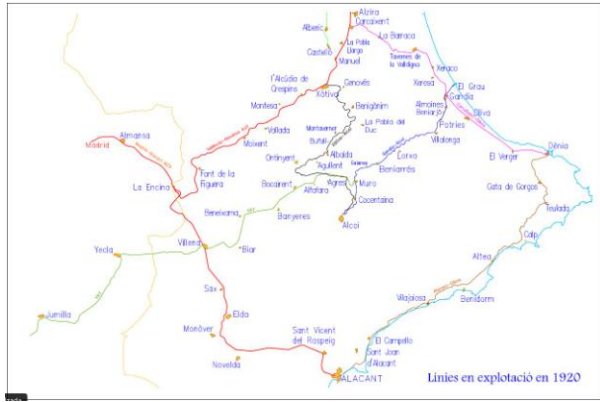 Alzira
Carcaixent
Alberic
La Barraca
La Pobla
Llarga
Castelló
Manuel
Tavernes de
la Valldigna
Xeraco
l'Alcúdia de
Crespins
Xeresa
El Grau
Genovés
Xàtiva
Gandia
Montesa
Benigànim
Almoines
Beniarjó
Oliva
Potries
Vallada
Montaverner
La Pobla del
Duc
Almansa
Madrid
Moixent
Bufalí
Vilallonga
Ontinyent
Albaida
Lorxa
El Verger
Dénia
Agullent
Font de la
Figuera
Beniarrés
La Encina
Bocairent
Agres
Muro
Gata de Gorgos
Alfafara
Cocentaina
Beneixama
Banyeres
Teulada
Alcoi
Villena
Biar
Calp
Yecla
Altea
Sax
Vilajoiosa
Benidorm
Jumilla
Elda
Monòver
Sant Vicent
del Raspeig
El Campello
Novelda
Sant Joan
d'Alacant
ALACANT
Línies en explotació en 1920